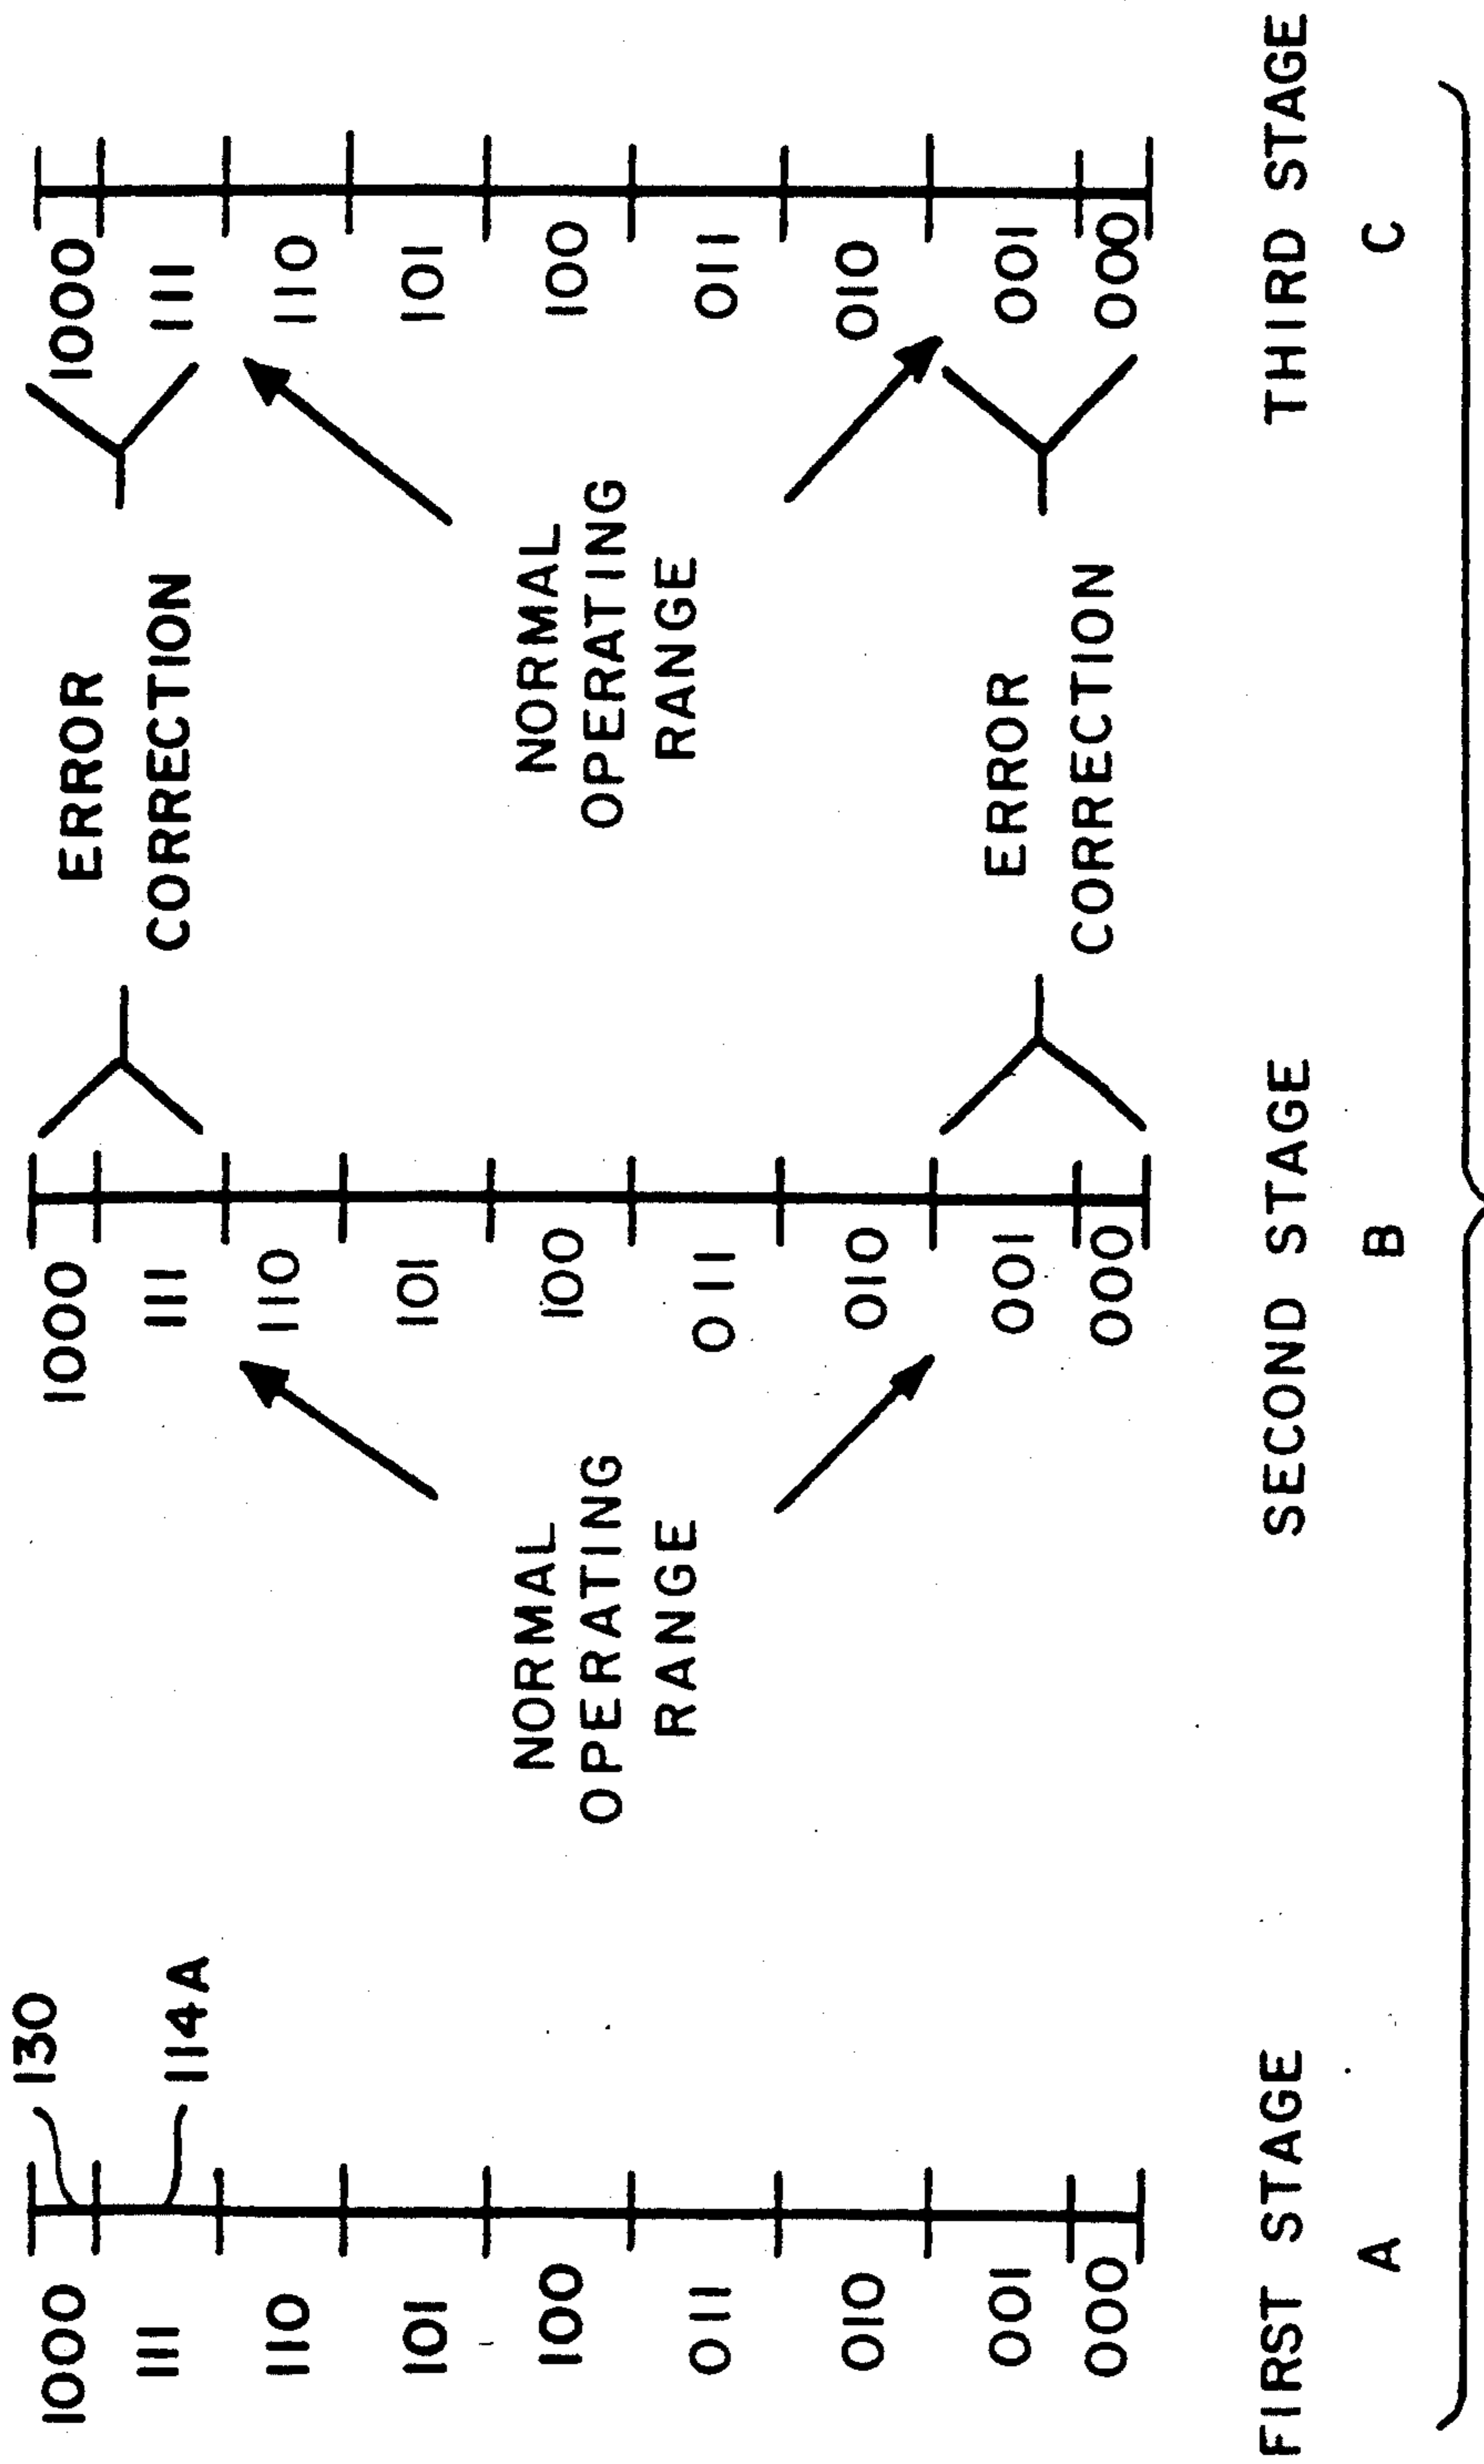 1000
111
110
101
100
011
010
001
000
130
114A
FIRST STAGE
A
NORMAL
OPERATING
RANGE
1000
111
110
101
100
011
010
001
000
SECOND STAGE
B
ERROR
CORRECTION
NORMAL
OPERATING
RANGE
ERROR
CORRECTION
1000
111
110
101
100
011
010
001
000
THIRD STAGE
C